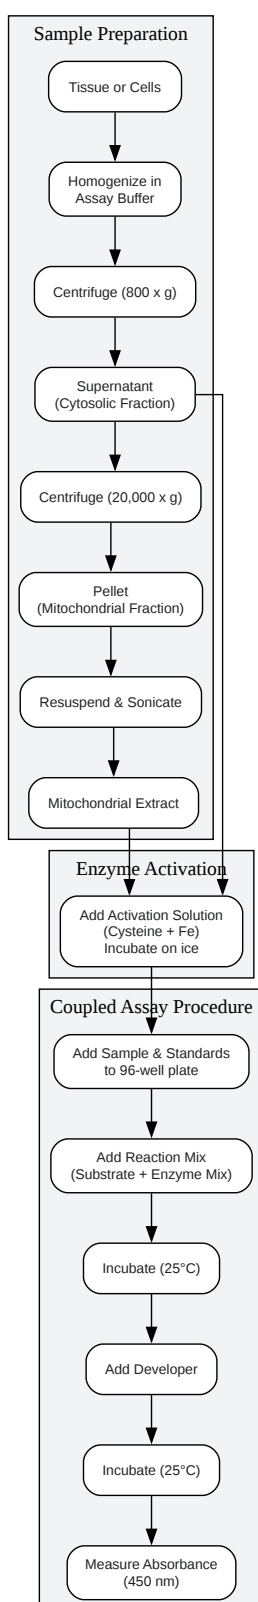 Sample Preparation
Tissue or Cells
Homogenize in
Assay Buffer
Centrifuge (800 x g)
Supernatant
(Cytosolic Fraction)
Centrifuge (20,000 x g)
Pellet
(Mitochondrial Fraction)
Resuspend & Sonicate
Mitochondrial Extract
Enzyme Activation
Add Activation Solution
(Cysteine + Fe)
Incubate on ice
Coupled Assay Procedure
Add Sample & Standards
to 96-well plate
Add Reaction Mix
(Substrate + Enzyme Mix)
Incubate (25°C)
Add Developer
Incubate (25°C)
Measure Absorbance
(450 nm)